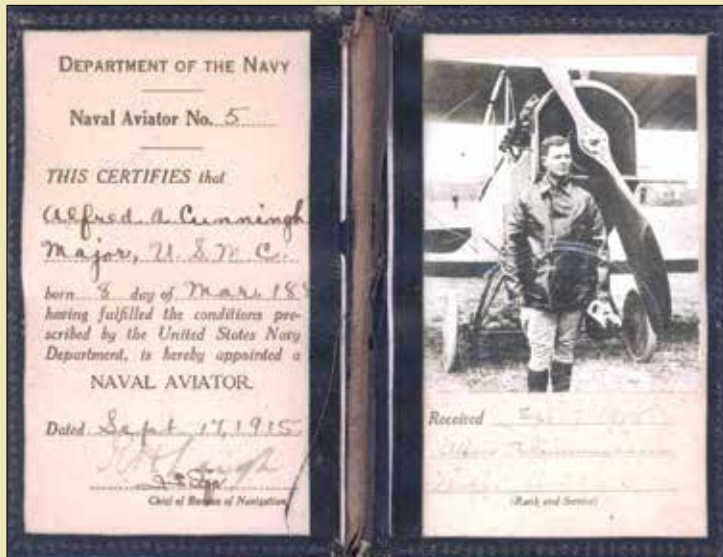 DEPARTMENT OF THE NAVY
Naval Aviator No. 5
THIS CERTIFIES that
Alfred A. Cunningh
Major, U.S.M.C.
born 8 day of Mar. 188
having fulfilled the conditions pre-
scribed by the United States Navy
Department, is hereby appointed a
NAVAL AVIATOR.
Dated Sept. 17, 1915
Chief of Bureau of Navigation.
Received
(Rank and Service)